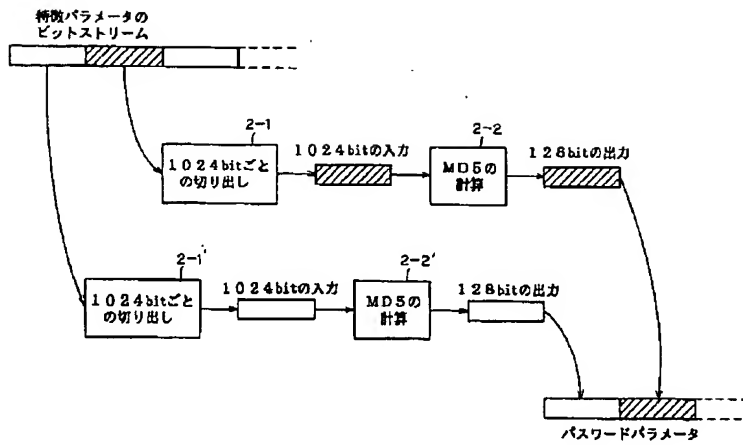 特徴パラメータの
ビットストリーム
2-1
1024bitごと
の切り出し
1024bitの入力
2-2
MD5の
計算
128bitの出力
2-1'
1024bitごと
の切り出し
1024bitの入力
2-2'
MD5の
計算
128bitの出力
パスワードパラメータ